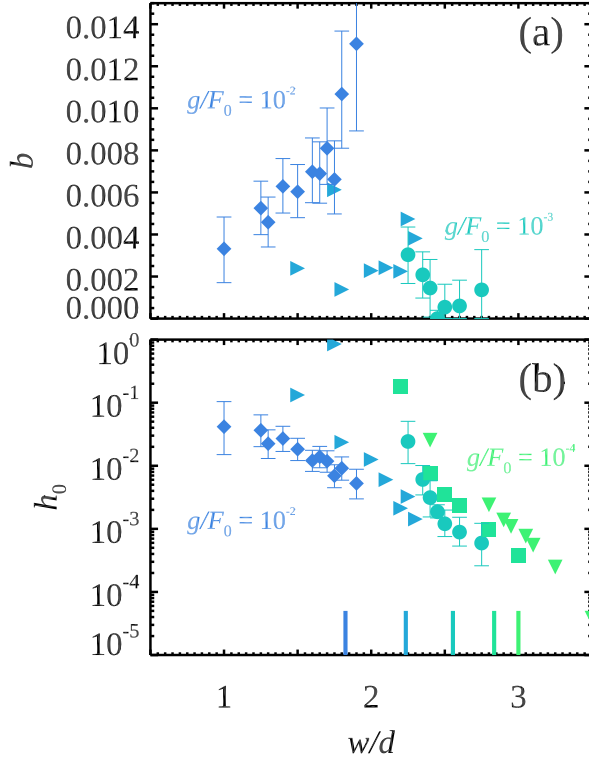 0.014
(a)
0.012
g/F₀ = 10⁻²
0.010
0.008
b
0.006
0.004
g/F₀ = 10⁻³
0.002
0.000
10⁰
(b)
10⁻¹
g/F₀ = 10⁻⁴
10⁻²
h₀
g/F₀ = 10⁻²
10⁻³
10⁻⁴
10⁻⁵
1 2 3
w/d